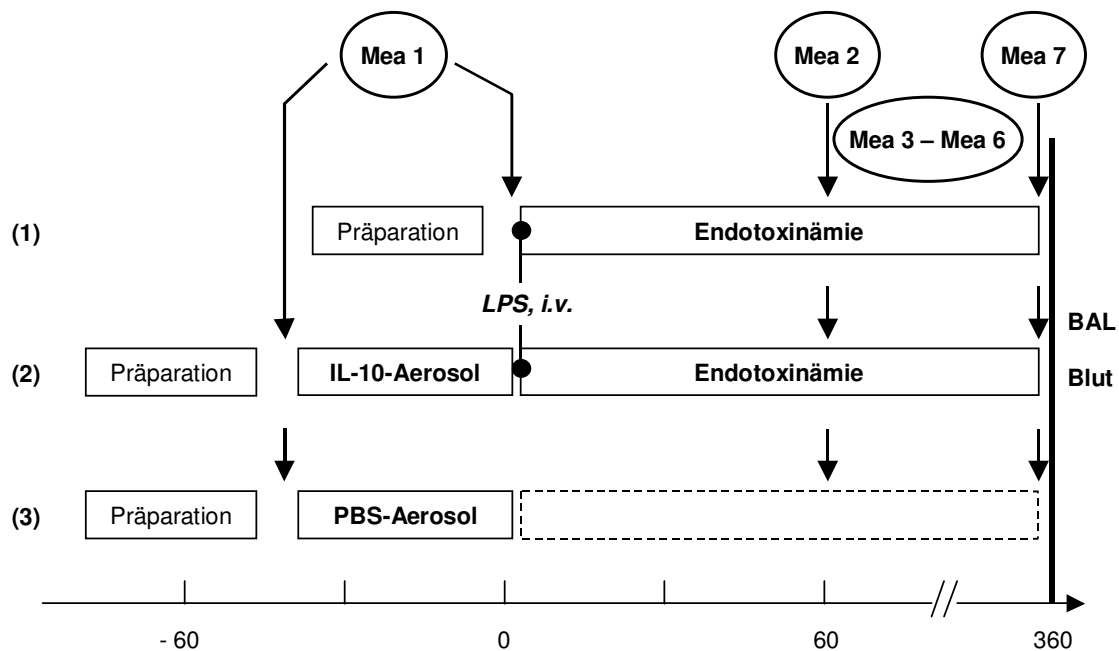 Mea 1
Mea 2
Mea 7
Mea 3 – Mea 6
(1)
Präparation
Endotoxinämie
LPS, i.v.
BAL
(2)
Präparation
IL-10-Aerosol
Endotoxinämie
Blut
(3)
Präparation
PBS-Aerosol
- 60
0
60
360